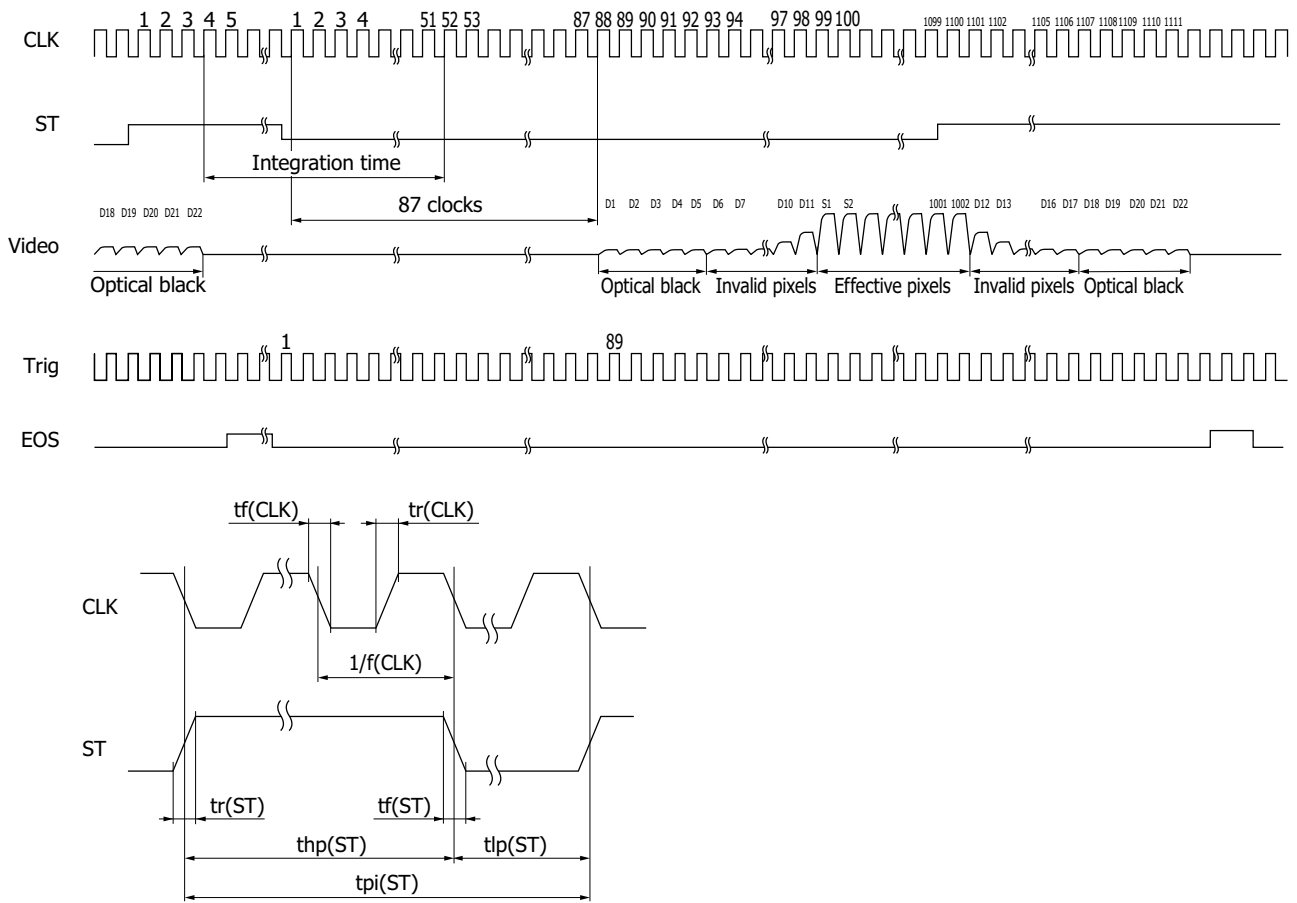 1 2 3 4 5 1 2 3 4 51 52 53 87 88 89 90 91 92 93 94 97 98 99 100 1099 1100 1101 1102 1105 1106 1107 1108 1109 1110 1111
CLK
ST
Integration time
87 clocks
D18 D19 D20 D21 D22 D1 D2 D3 D4 D5 D6 D7 D10 D11 S1 S2 1001 1002 D12 D13 D16 D17 D18 D19 D20 D21 D22
Video
Optical black Optical black Invalid pixels Effective pixels Invalid pixels Optical black
1 89
Trig
EOS
tf(CLK) tr(CLK)
CLK
1/f(CLK)
ST
tr(ST) tf(ST)
thp(ST) tlp(ST)
tpi(ST)